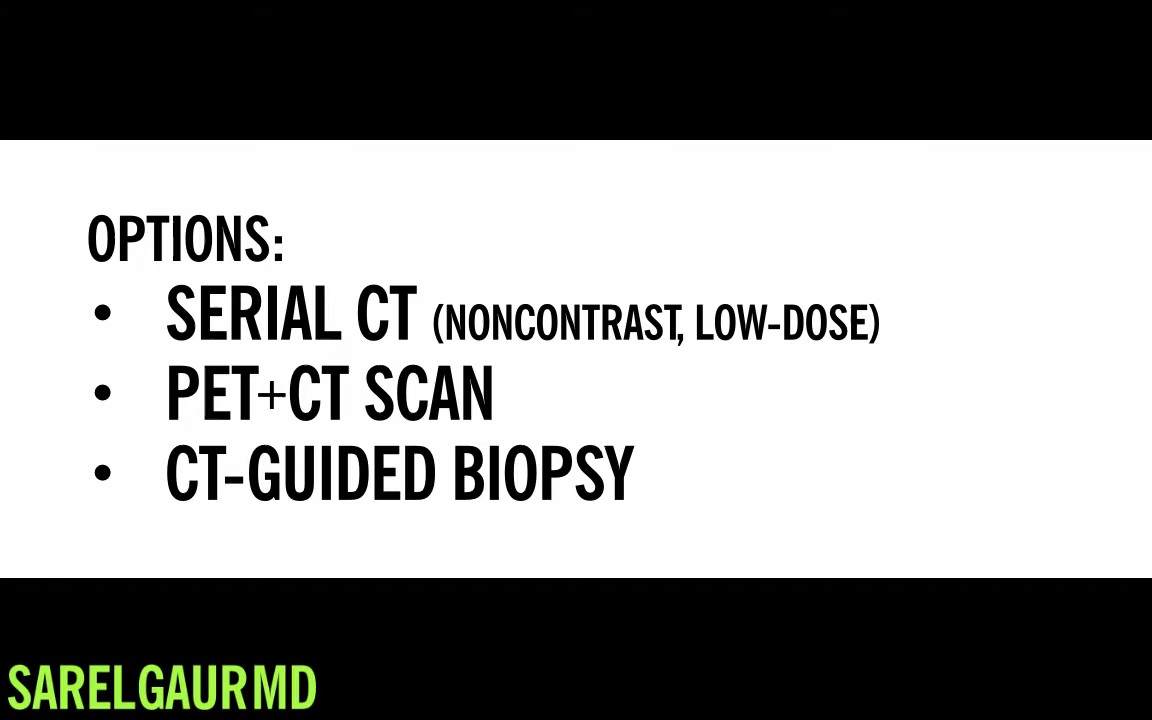 OPTIONS:
• SERIAL CT (NONCONTRAST, LOW-DOSE)
• PET+CT SCAN
• CT-GUIDED BIOPSY
SARELGAURMD